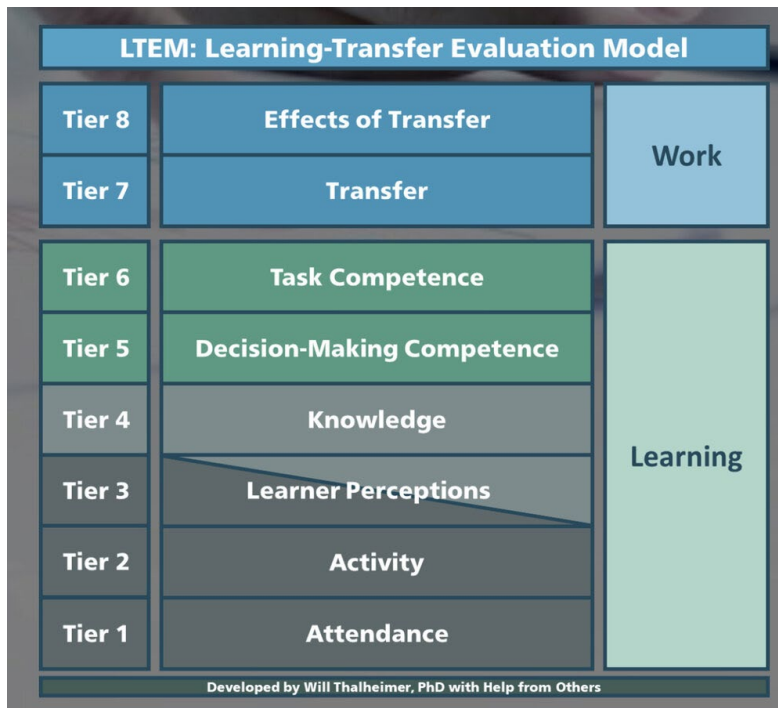 LTEM: Learning-Transfer Evaluation Model
Tier 8 Effects of Transfer
Work
Tier 7 Transfer
Tier 6 Task Competence
Tier 5 Decision-Making Competence
Tier 4 Knowledge
Learning
Tier 3 Learner Perceptions
Tier 2 Activity
Tier 1 Attendance
Developed by Will Thalheimer, PhD with Help from Others